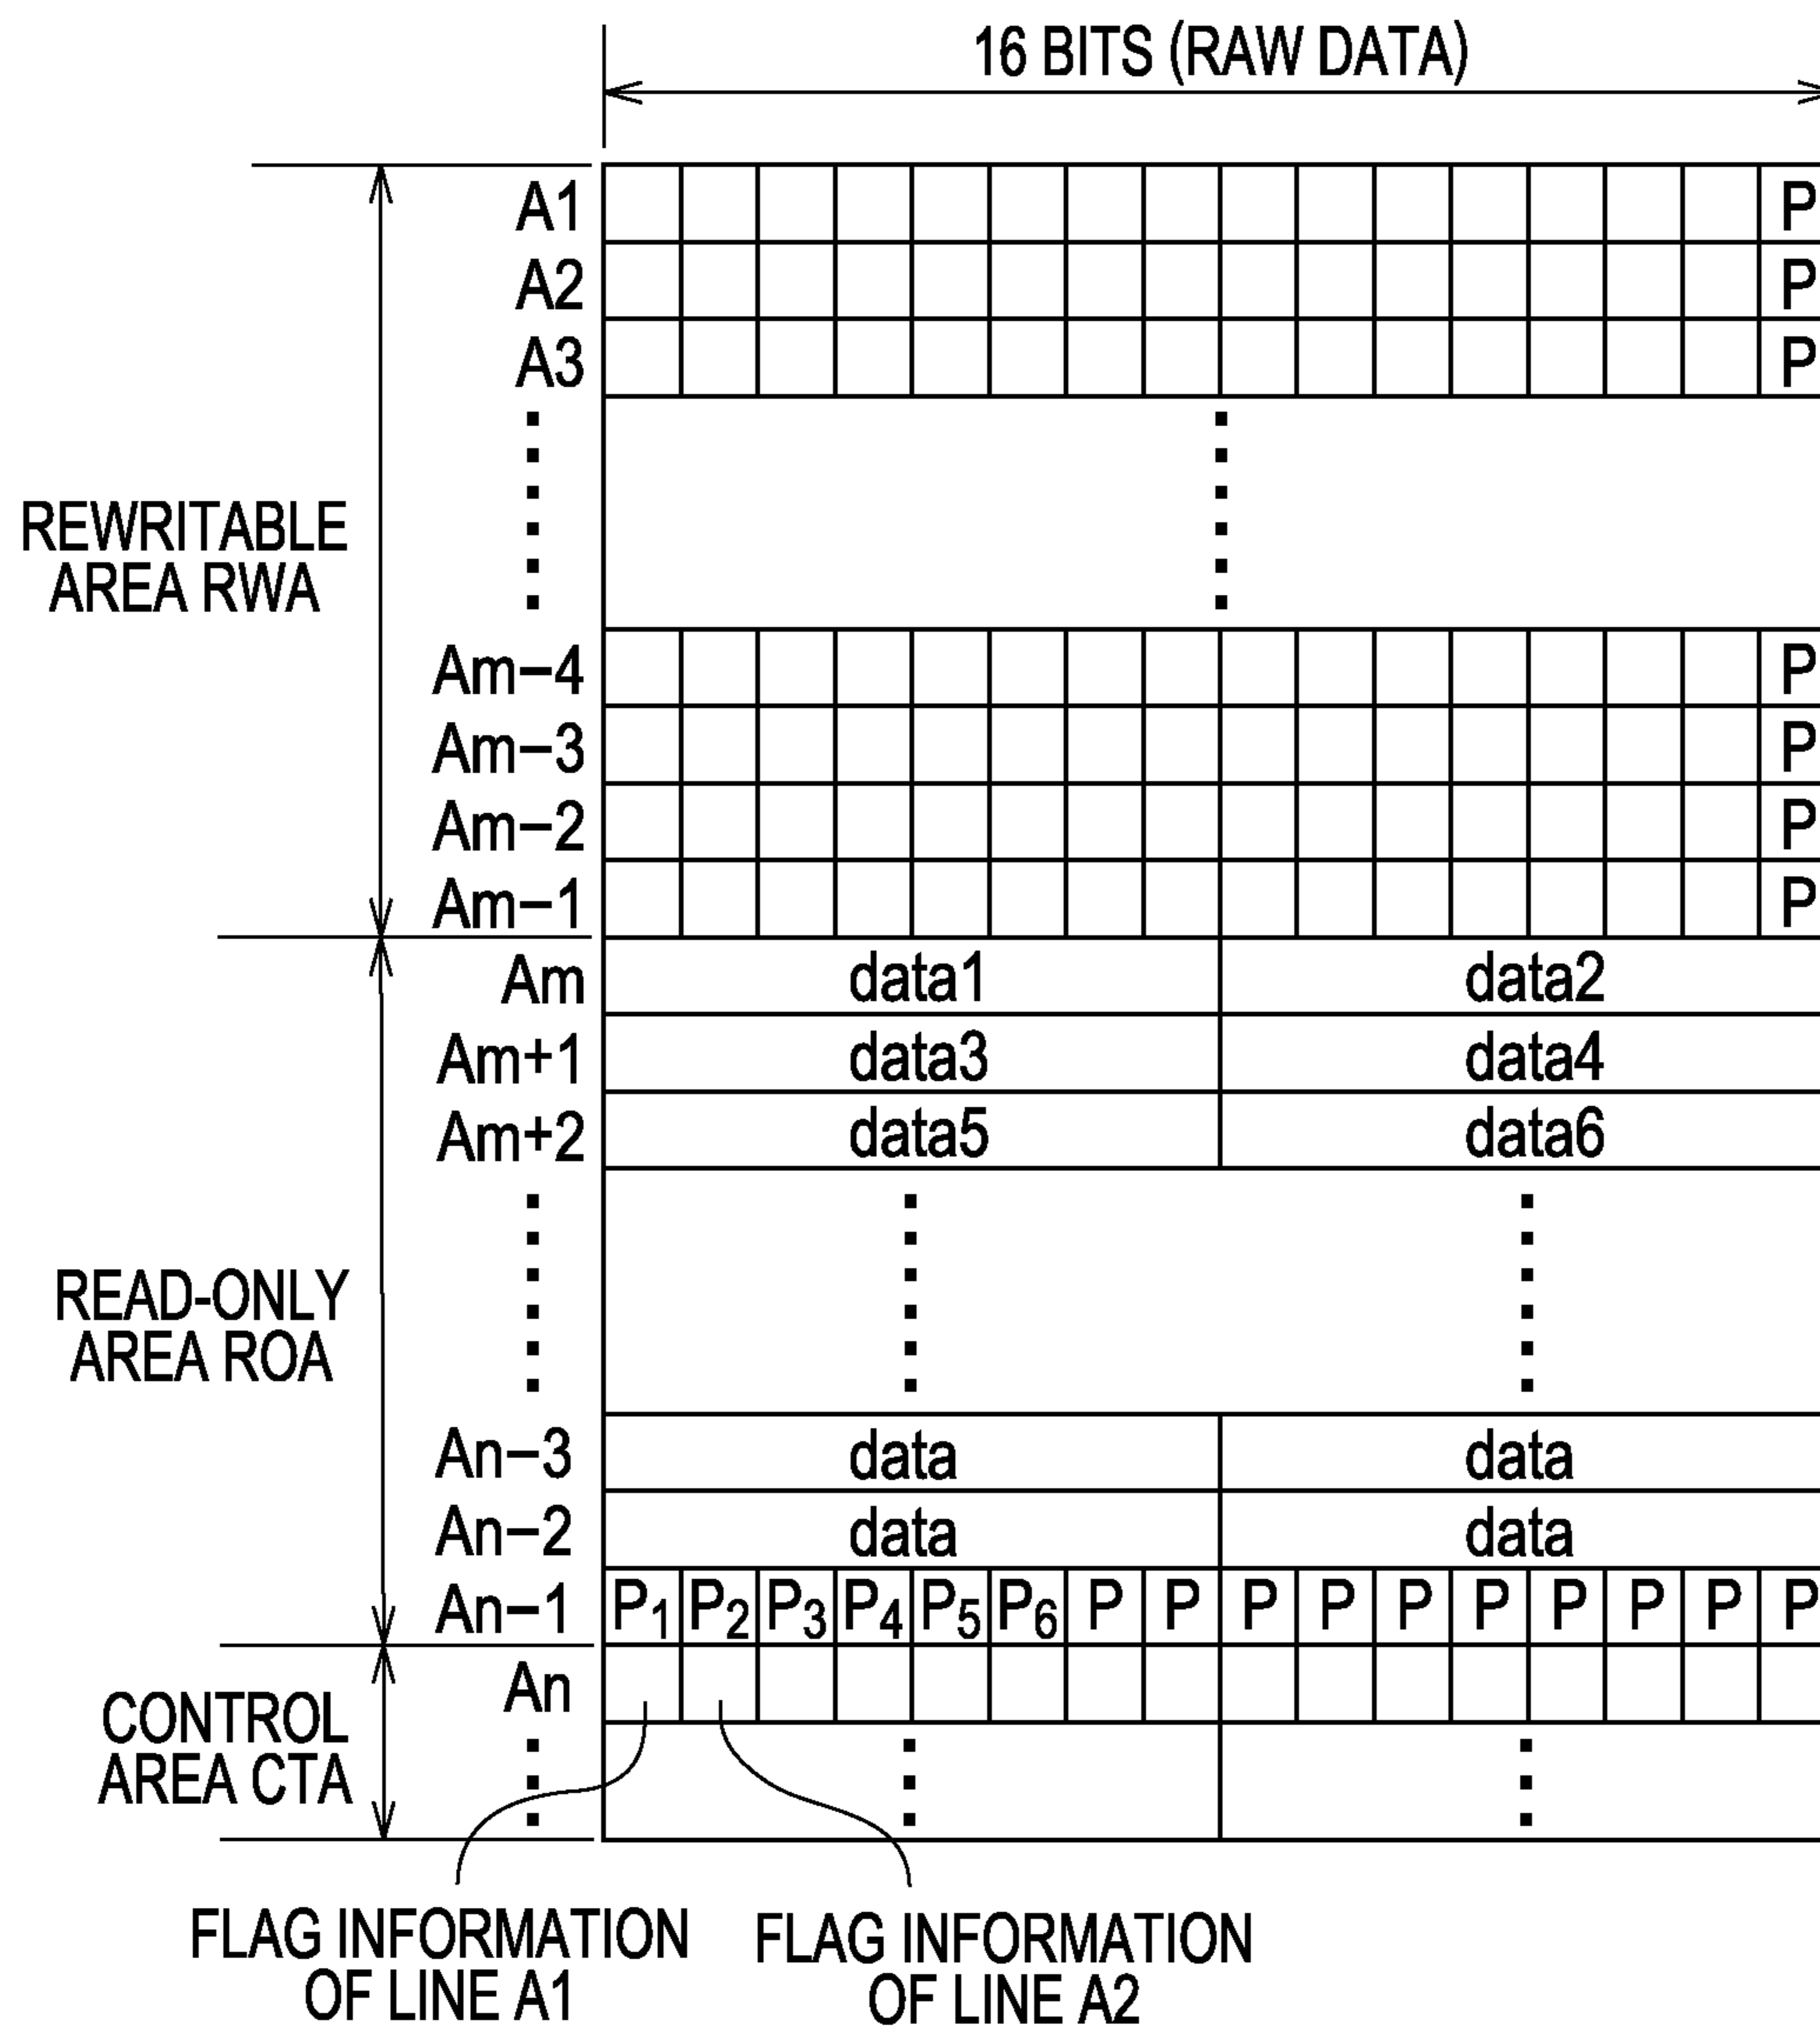 16 BITS (RAW DATA)
A1 P
A2 P
A3 P
REWRITABLE
AREA RWA
Am−4 P
Am−3 P
Am−2 P
Am−1 P
Am data1 data2
Am+1 data3 data4
Am+2 data5 data6
READ-ONLY
AREA ROA
An−3 data data
An−2 data data
An−1 P1 P2 P3 P4 P5 P6 P P P P P P P P P P
An
CONTROL
AREA CTA
FLAG INFORMATION
OF LINE A1
FLAG INFORMATION
OF LINE A2